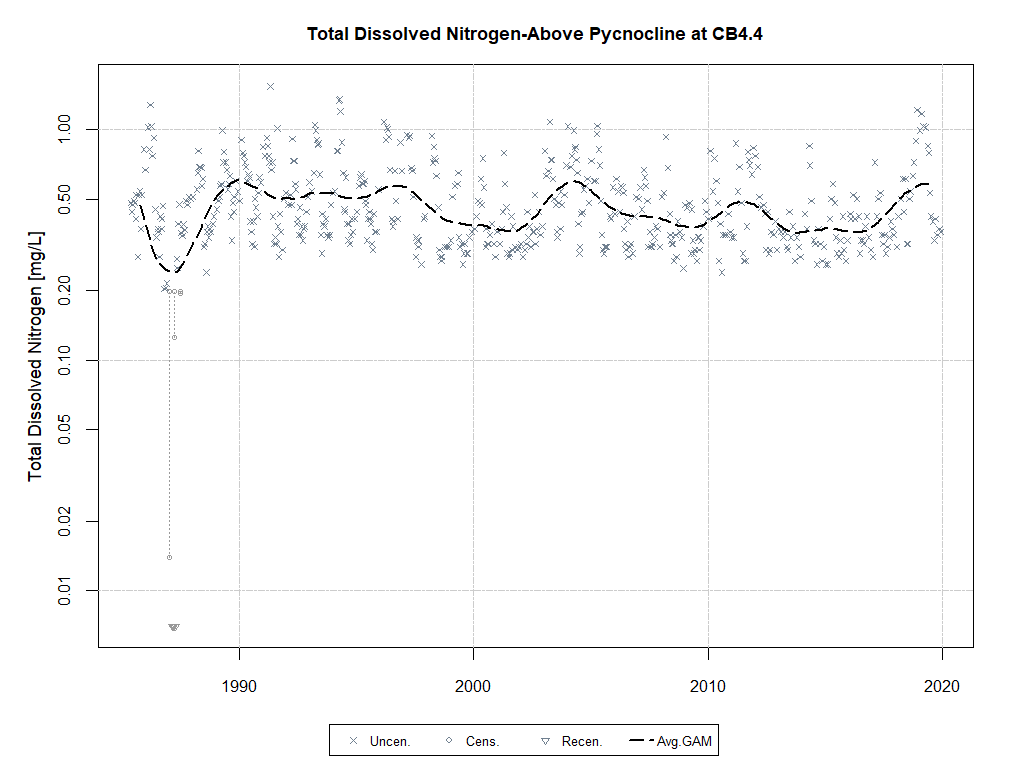 Total Dissolved Nitrogen-Above Pycnocline at CB4.4
Total Dissolved Nitrogen [mg/L]
1.00
0.50
0.20
0.10
0.05
0.02
0.01
1990 2000 2010 2020
Uncen. Cens. Recen. Avg.GAM